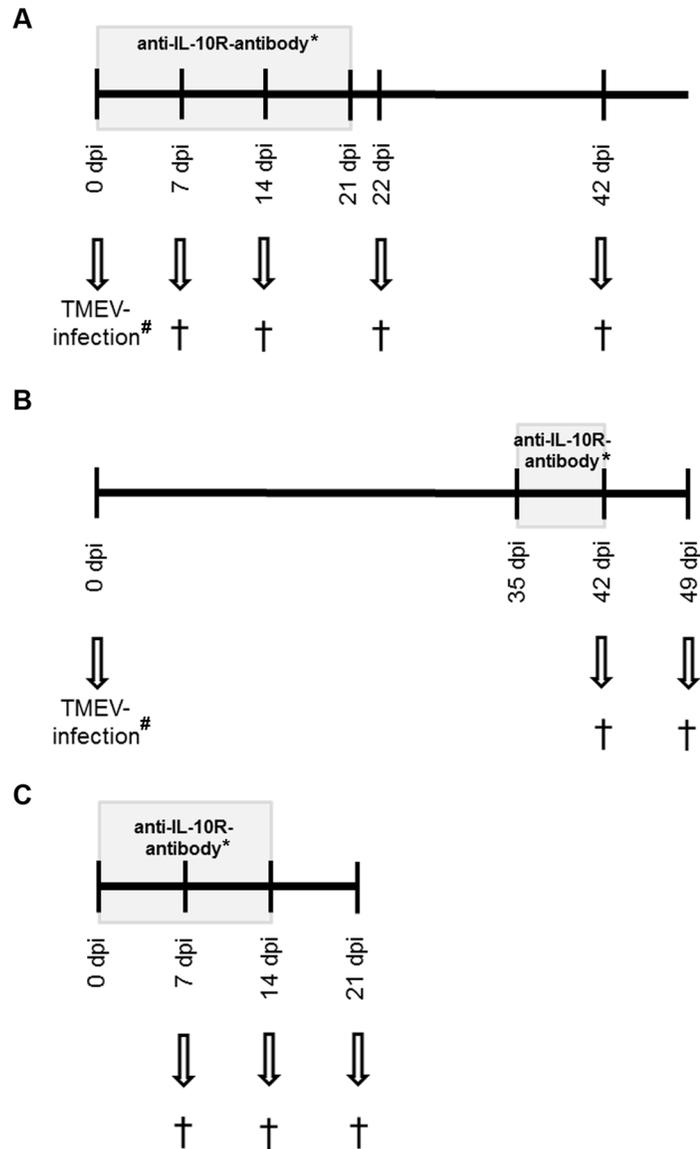 A
anti-IL-10R-antibody*
0 dpi
7 dpi
14 dpi
21 dpi
22 dpi
42 dpi
TMEV-
infection#
†
†
†
†
B
anti-IL-10R-
antibody*
0 dpi
35 dpi
42 dpi
49 dpi
TMEV-
infection#
†
†
C
anti-IL-10R-
antibody*
0 dpi
7 dpi
14 dpi
21 dpi
†
†
†